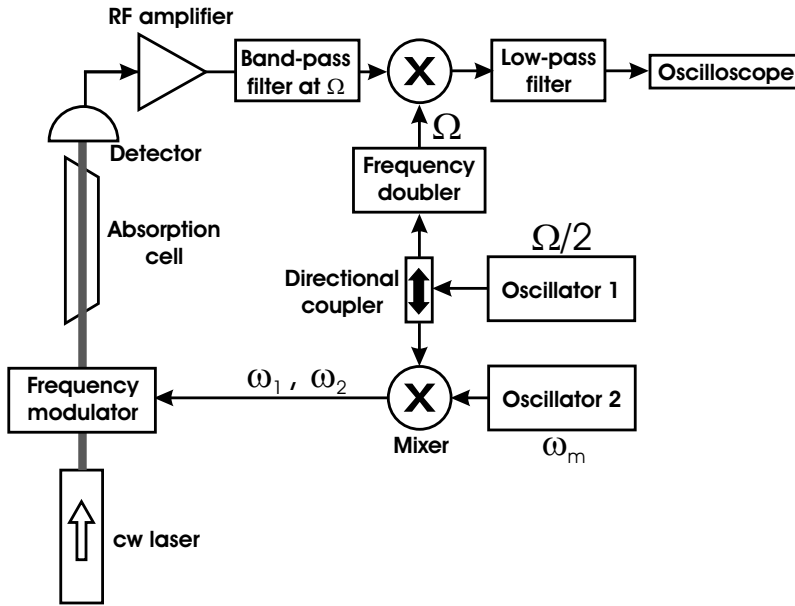 RF amplifier
Band-pass
filter at Ω
X
Low-pass
filter
Oscilloscope
Detector
Ω
Frequency
doubler
Absorption
cell
Ω/2
Directional
coupler
Oscillator 1
Frequency
modulator
ω1 , ω2
X
Oscillator 2
Mixer
ωm
cw laser